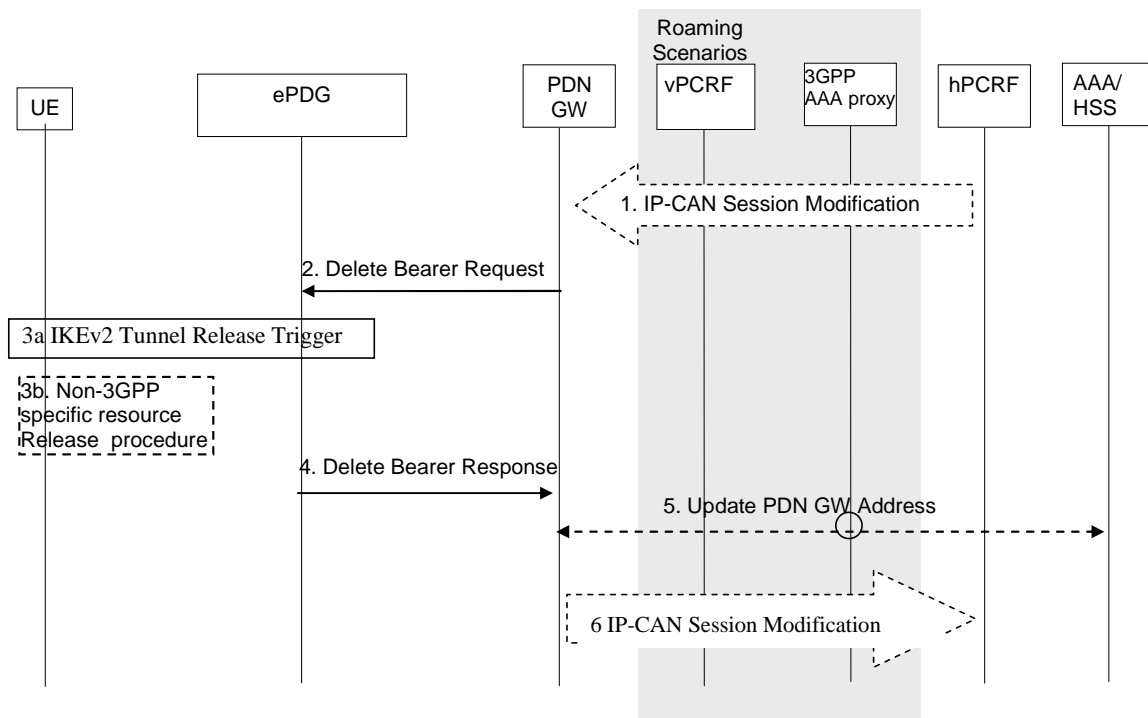 Roaming
Scenarios
UE
ePDG
PDN
GW
vPCRF
3GPP
AAA proxy
hPCRF
AAA/
HSS
1. IP-CAN Session Modification
2. Delete Bearer Request
3a IKEv2 Tunnel Release Trigger
3b. Non-3GPP
specific resource
Release procedure
4. Delete Bearer Response
5. Update PDN GW Address
6 IP-CAN Session Modification